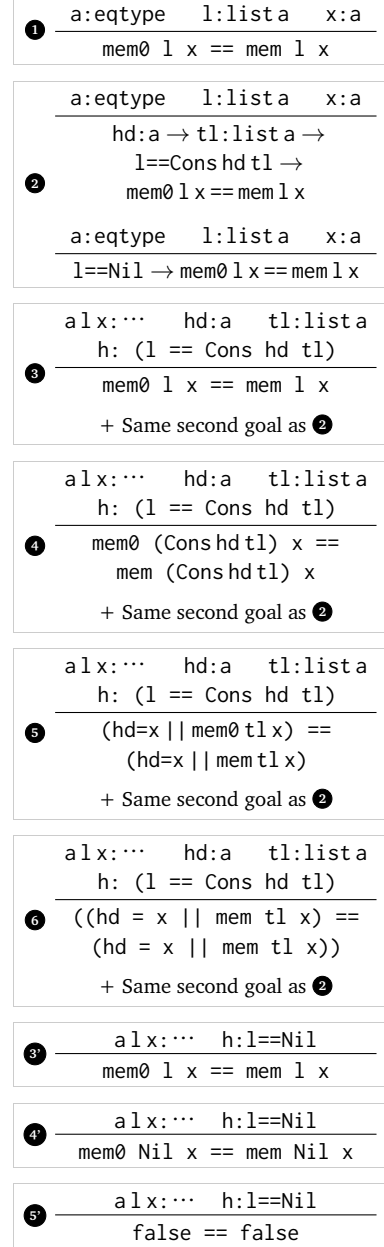 a:eqtype l:list a x:a
❶
mem0 l x == mem l x
a:eqtype l:list a x:a
hd:a → tl:list a →
l==Cons hd tl →
❷
mem0 l x == mem l x
a:eqtype l:list a x:a
l==Nil → mem0 l x == mem l x
a l x: ⋯ hd:a tl:list a
h: (l == Cons hd tl)
❸
mem0 l x == mem l x
+ Same second goal as ❷
a l x: ⋯ hd:a tl:list a
h: (l == Cons hd tl)
❹
mem0 (Cons hd tl) x ==
mem (Cons hd tl) x
+ Same second goal as ❷
a l x: ⋯ hd:a tl:list a
h: (l == Cons hd tl)
❺
(hd=x || mem0 tl x) ==
(hd=x || mem tl x)
+ Same second goal as ❷
a l x: ⋯ hd:a tl:list a
h: (l == Cons hd tl)
❻
((hd = x || mem tl x) ==
(hd = x || mem tl x))
+ Same second goal as ❷
a l x: ⋯ h:l==Nil
3’
mem0 l x == mem l x
a l x: ⋯ h:l==Nil
4’
mem0 Nil x == mem Nil x
a l x: ⋯ h:l==Nil
5’
false == false